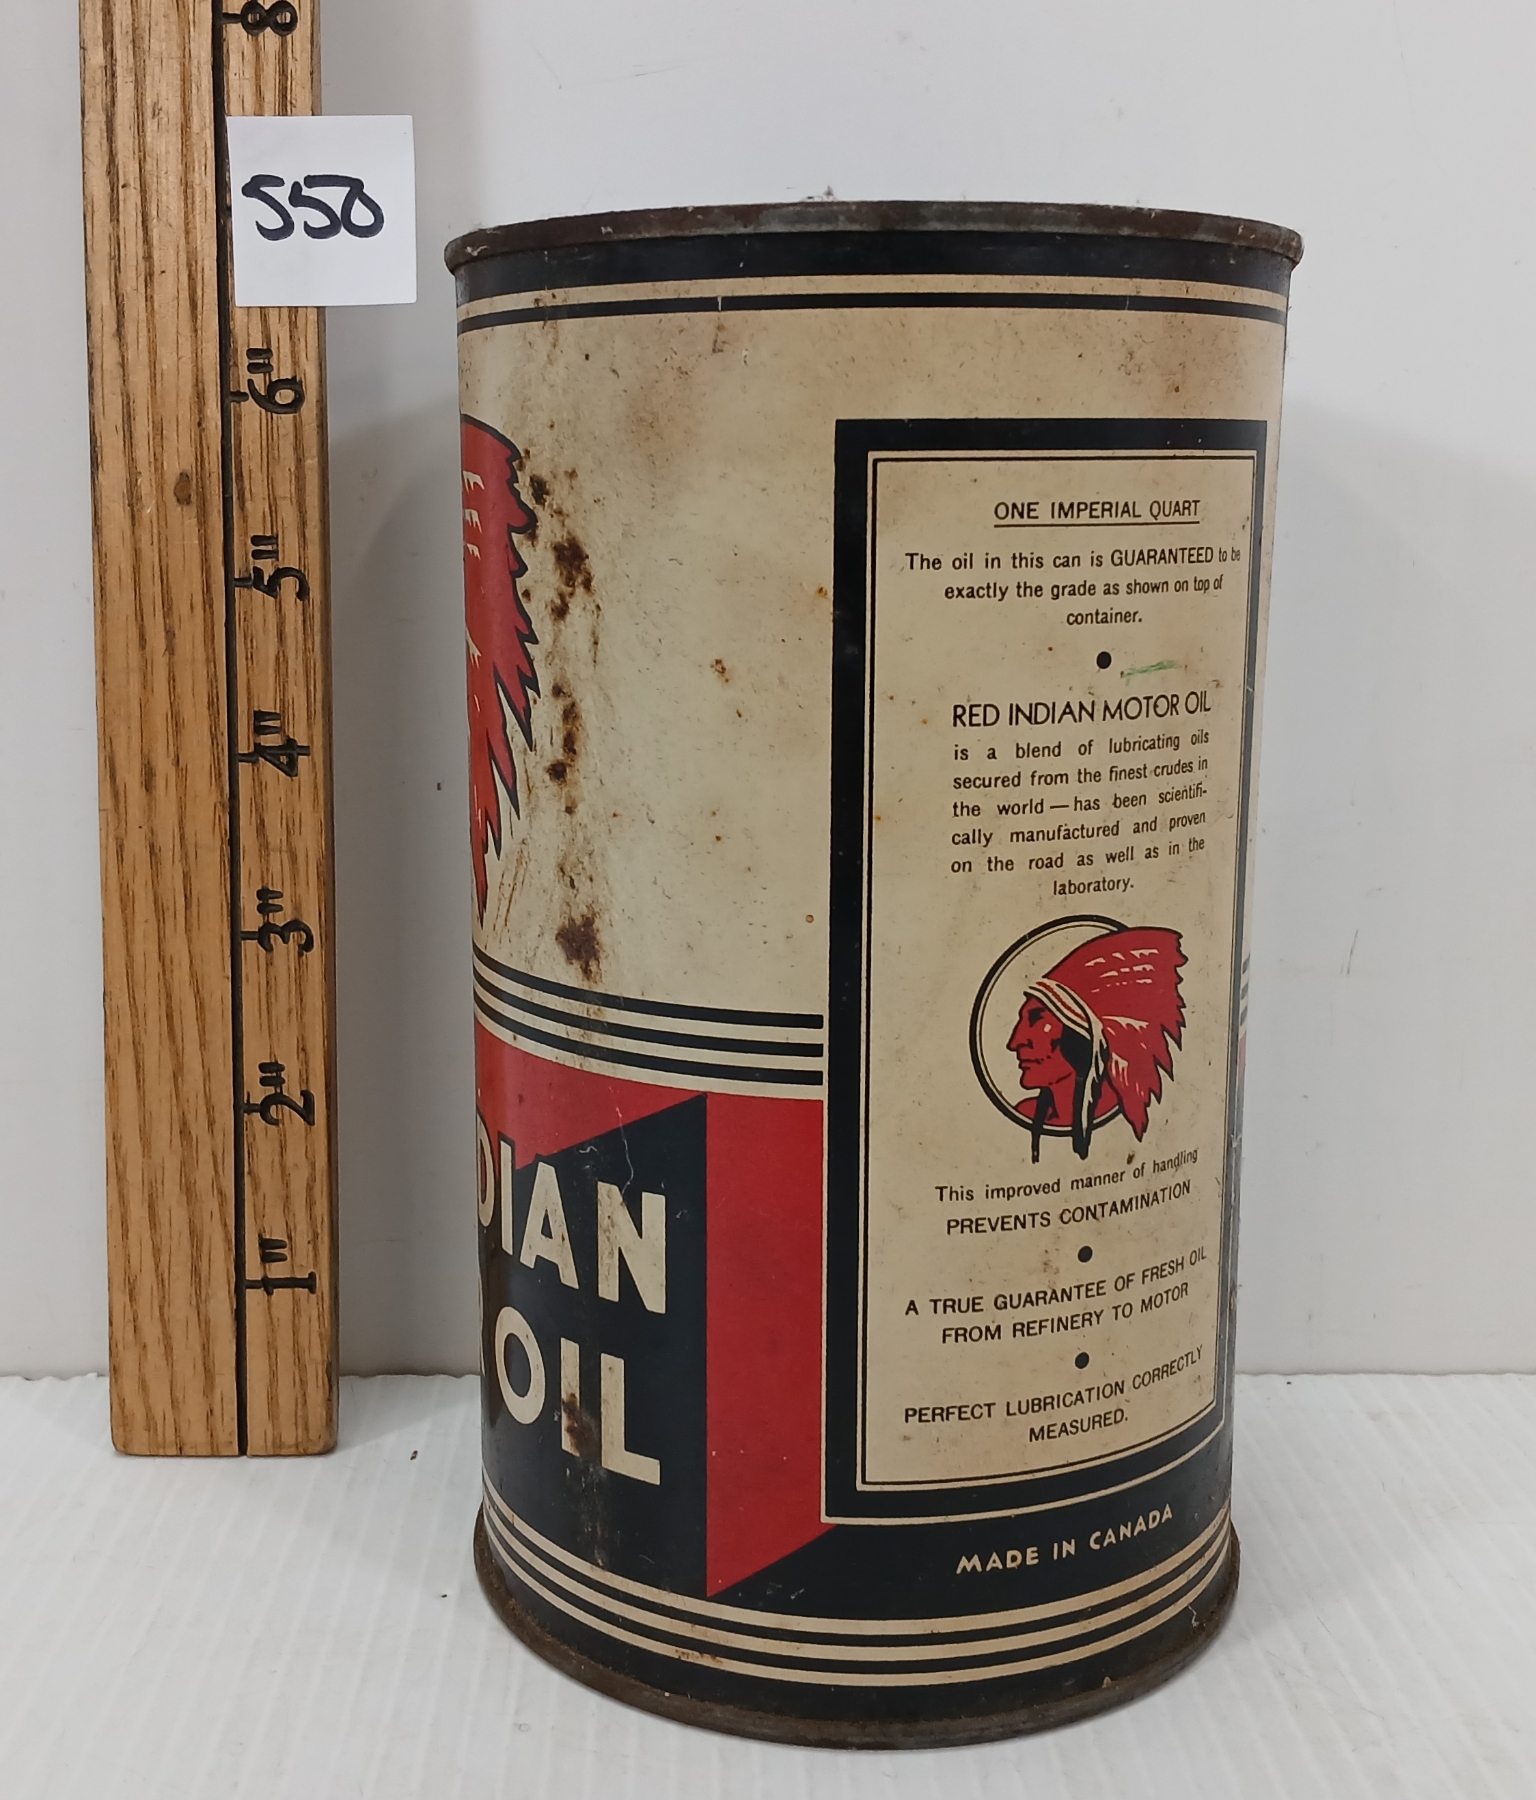 8
S50
6"
5"
4"
3"
2"
1"
DIAN
OIL
ONE IMPERIAL QUART
The oil in this can is GUARANTEED to be
exactly the grade as shown on top of
container.
RED INDIAN MOTOR OIL
is a blend of lubricating oils
secured from the finest crudes in
the world — has been scientifi-
cally manufactured and proven
on the road as well as in the
laboratory.
This improved manner of handling
PREVENTS CONTAMINATION
A TRUE GUARANTEE OF FRESH OIL
FROM REFINERY TO MOTOR
PERFECT LUBRICATION CORRECTLY
MEASURED.
MADE IN CANADA